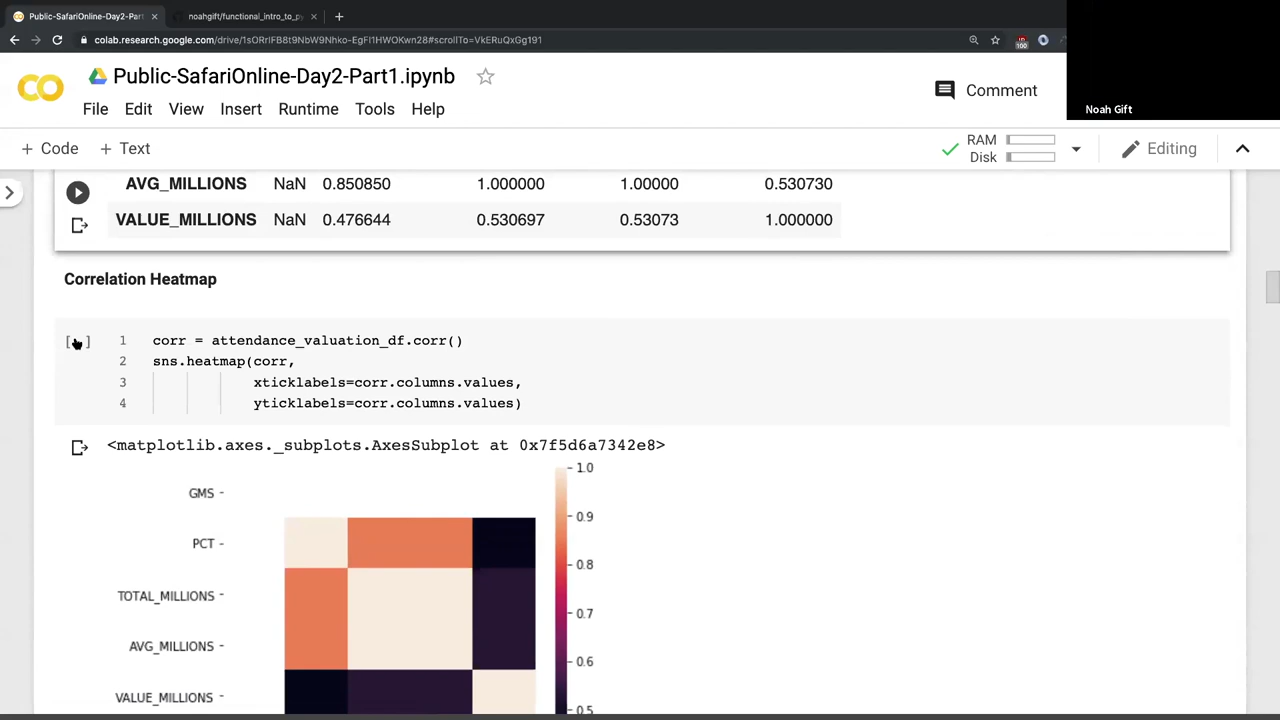 Public-SafariOnline-Day2-Part
noahgift/functional_intro_to_py
colab.research.google.com/drive/1sORrIFB8t9NbW9Nhko-EgFI1HWOKwn28#scrollTo=VkERuQxGg191
100
Public-SafariOnline-Day2-Part1.ipynb
Comment
Noah Gift
File Edit View Insert Runtime Tools Help
+ Code + Text
RAM
Disk
Editing
AVG_MILLIONS NaN 0.850850 1.000000 1.00000 0.530730
VALUE_MILLIONS NaN 0.476644 0.530697 0.53073 1.000000
Correlation Heatmap
[ ] 1 corr = attendance_valuation_df.corr()
2 sns.heatmap(corr,
3 xticklabels=corr.columns.values,
4 yticklabels=corr.columns.values)
<matplotlib.axes._subplots.AxesSubplot at 0x7f5d6a7342e8>
1.0
GMS
0.9
PCT
0.8
TOTAL_MILLIONS
0.7
AVG_MILLIONS
0.6
VALUE_MILLIONS
0.5